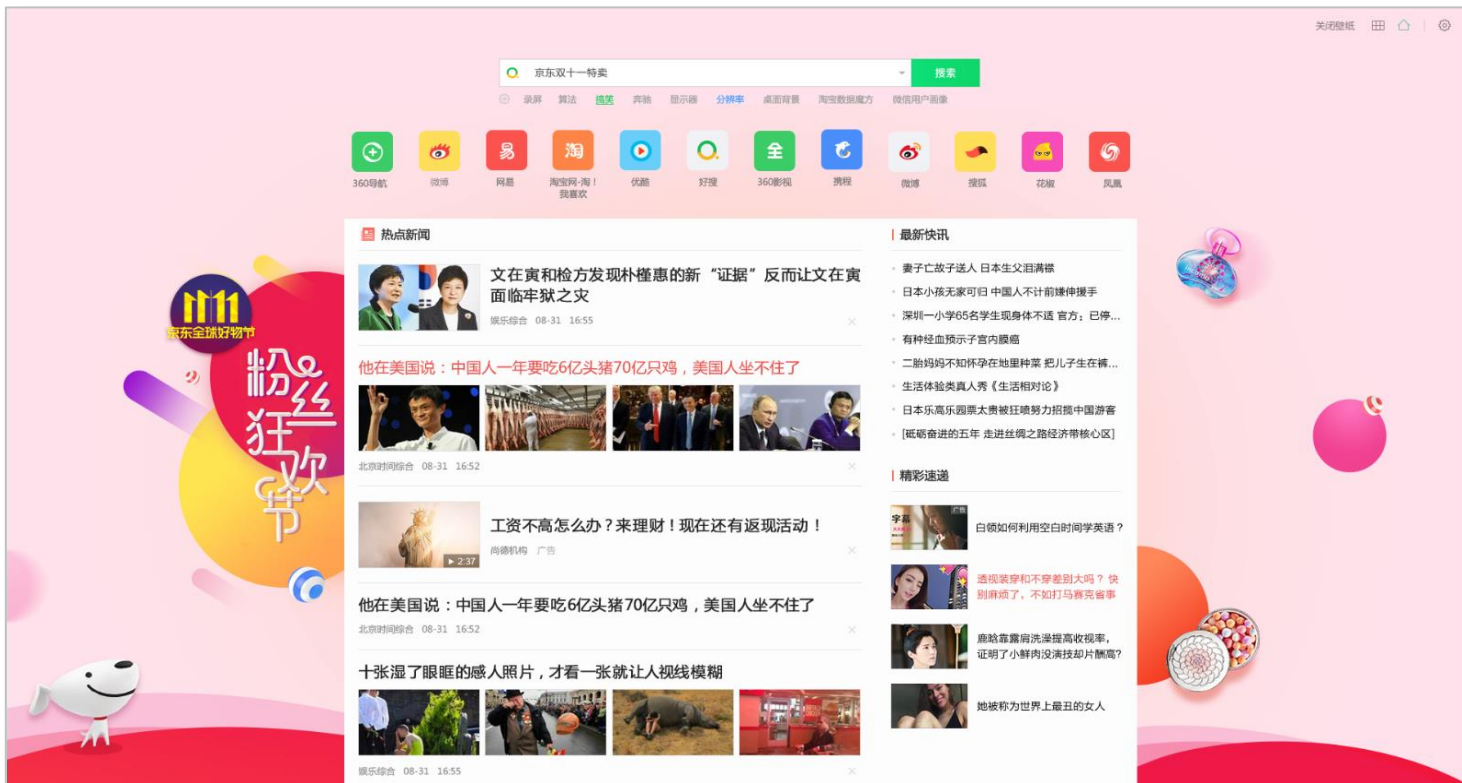 关闭壁纸
京东双十一特卖
搜索
录屏 算法 搞笑 奔驰 显示器 分辨率 桌面背景 淘宝数据魔方 微信用户画像
易
淘
全
360导航
微博
网易
淘宝网-淘！
我喜欢
优酷
好搜
360影视
携程
微博
搜狐
花椒
凤凰
11.11
京东全球好物节
粉丝
狂欢
节
热点新闻
文在寅和检方发现朴槿惠的新“证据”反而让文在寅
面临牢狱之灾
娱乐综合 08-31 16:55
他在美国说：中国人一年要吃6亿头猪70亿只鸡，美国人坐不住了
北京时间综合 08-31 16:52
工资不高怎么办？来理财！现在还有返现活动！
2:37
尚德机构 广告
他在美国说：中国人一年要吃6亿头猪70亿只鸡，美国人坐不住了
北京时间综合 08-31 16:52
十张湿了眼眶的感人照片，才看一张就让人视线模糊
娱乐综合 08-31 16:55
最新快讯
妻子亡故子送人 日本生父泪满襟
日本小孩无家可归 中国人不计前嫌伸援手
深圳一小学65名学生现身体不适 官方：已停...
有种经血预示子宫内膜癌
二胎妈妈不知怀孕在地里种菜 把儿子生在裤...
生活体验类真人秀《生活相对论》
日本乐高乐园票太贵被狂喷努力招揽中国游客
[砥砺奋进的五年 走进丝绸之路经济带核心区]
精彩速递
字幕
广告
白领如何利用空白时间学英语？
透视装穿和不穿差别大吗？ 快
别麻烦了，不如打马赛克省事
鹿晗靠露肩洗澡提高收视率，
证明了小鲜肉没演技却片酬高？
她被称为世界上最丑的女人